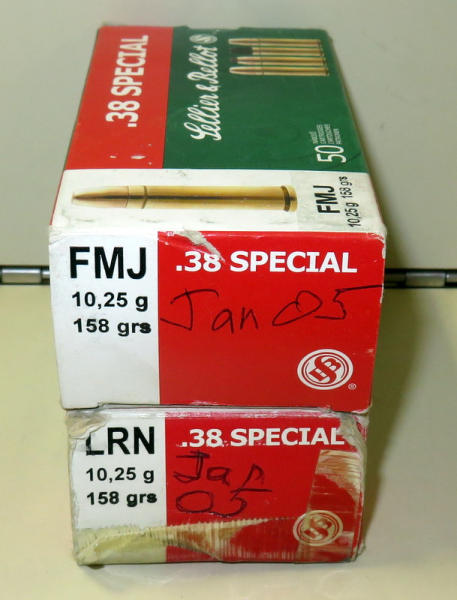 .38 SPECIAL
Sellier & Bellot
50
FMJ
10,25 g 158 grs
FMJ
10,25 g
158 grs
.38 SPECIAL
Jan 05
®
LRN
10,25 g
158 grs
.38 SPECIAL
Jan
05